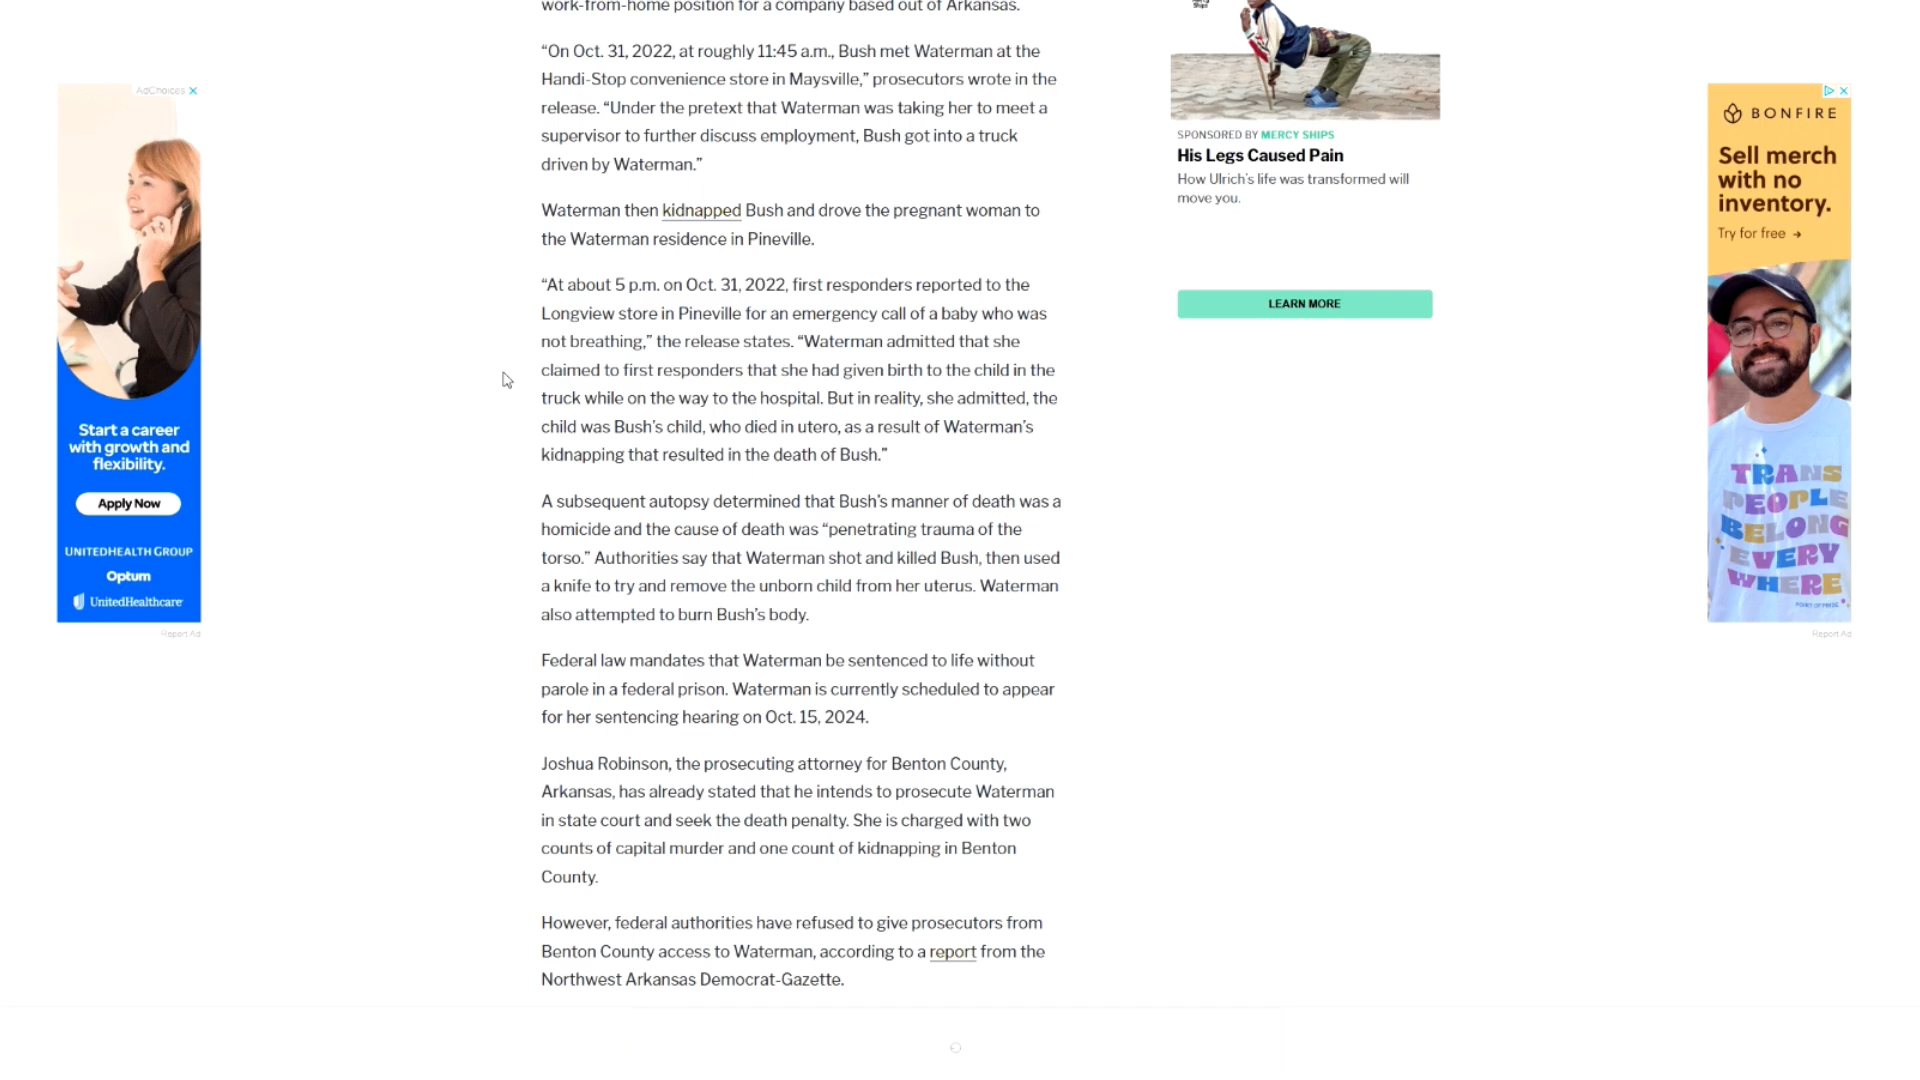 work-from-home position for a company based out of Arkansas.
“On Oct. 31, 2022, at roughly 11:45 a.m., Bush met Waterman at the
Handi-Stop convenience store in Maysville,” prosecutors wrote in the
release. “Under the pretext that Waterman was taking her to meet a
supervisor to further discuss employment, Bush got into a truck
driven by Waterman.”
Waterman then kidnapped Bush and drove the pregnant woman to
the Waterman residence in Pineville.
“At about 5 p.m. on Oct. 31, 2022, first responders reported to the
Longview store in Pineville for an emergency call of a baby who was
not breathing,” the release states. “Waterman admitted that she
claimed to first responders that she had given birth to the child in the
truck while on the way to the hospital. But in reality, she admitted, the
child was Bush’s child, who died in utero, as a result of Waterman’s
kidnapping that resulted in the death of Bush.”
A subsequent autopsy determined that Bush’s manner of death was a
homicide and the cause of death was “penetrating trauma of the
torso.” Authorities say that Waterman shot and killed Bush, then used
a knife to try and remove the unborn child from her uterus. Waterman
also attempted to burn Bush’s body.
Federal law mandates that Waterman be sentenced to life without
parole in a federal prison. Waterman is currently scheduled to appear
for her sentencing hearing on Oct. 15, 2024.
Joshua Robinson, the prosecuting attorney for Benton County,
Arkansas, has already stated that he intends to prosecute Waterman
in state court and seek the death penalty. She is charged with two
counts of capital murder and one count of kidnapping in Benton
County.
However, federal authorities have refused to give prosecutors from
Benton County access to Waterman, according to a report from the
Northwest Arkansas Democrat-Gazette.
AdChoices
Start a career
with growth and
flexibility.
Apply Now
UNITEDHEALTH GROUP
Optum
UnitedHealthcare
Report Ad
Ships
SPONSORED BY MERCY SHIPS
His Legs Caused Pain
How Ulrich’s life was transformed will
move you.
LEARN MORE
BONFIRE
Sell merch
with no
inventory.
Try for free →
TRANS
PEOPLE
BELONG
EVERY
WHERE
POINT OF PRIDE
Report Ad